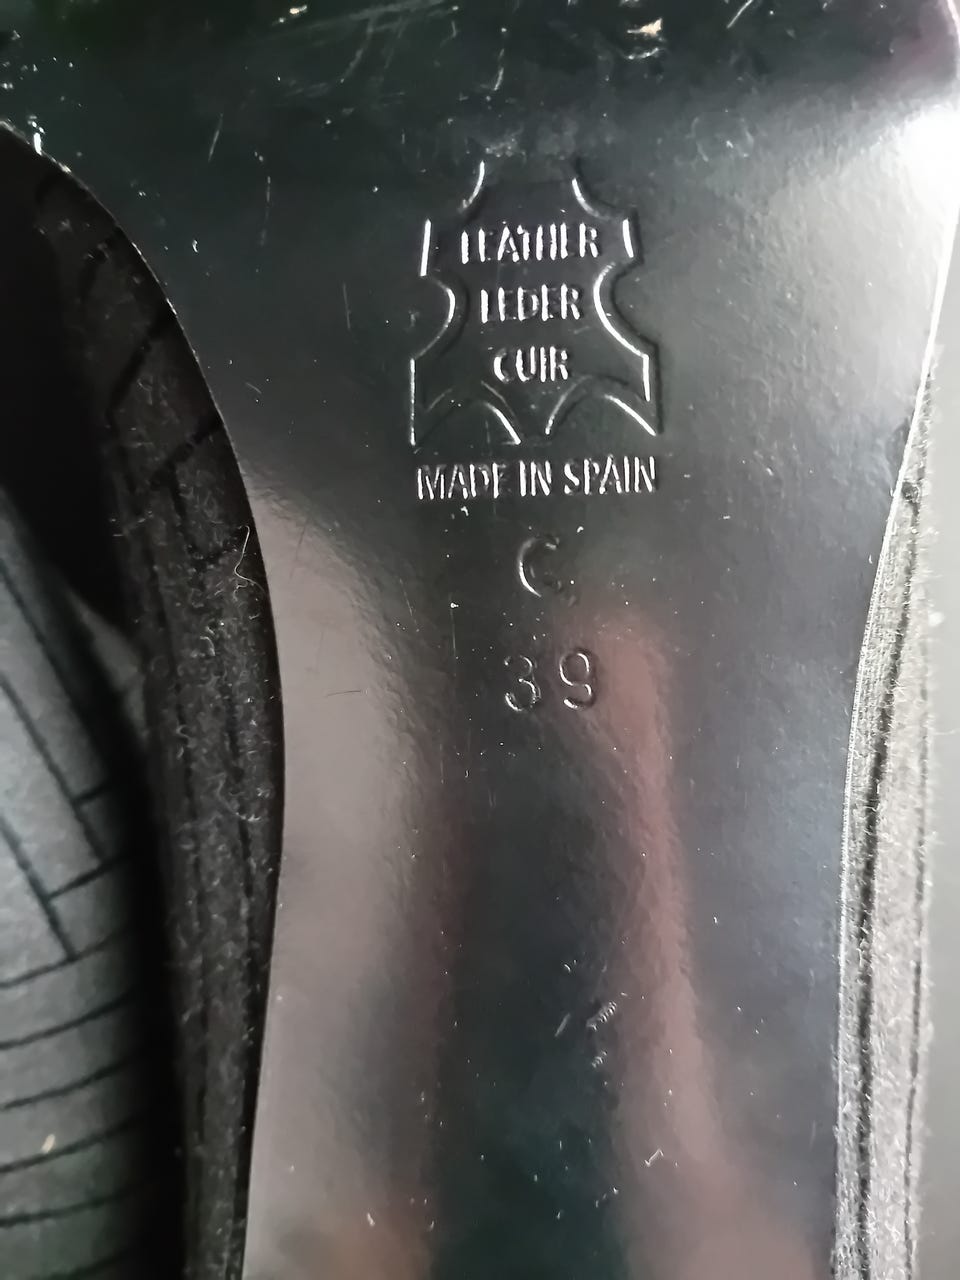 LEATHER
LEDER
CUIR
MADE IN SPAIN
C
39